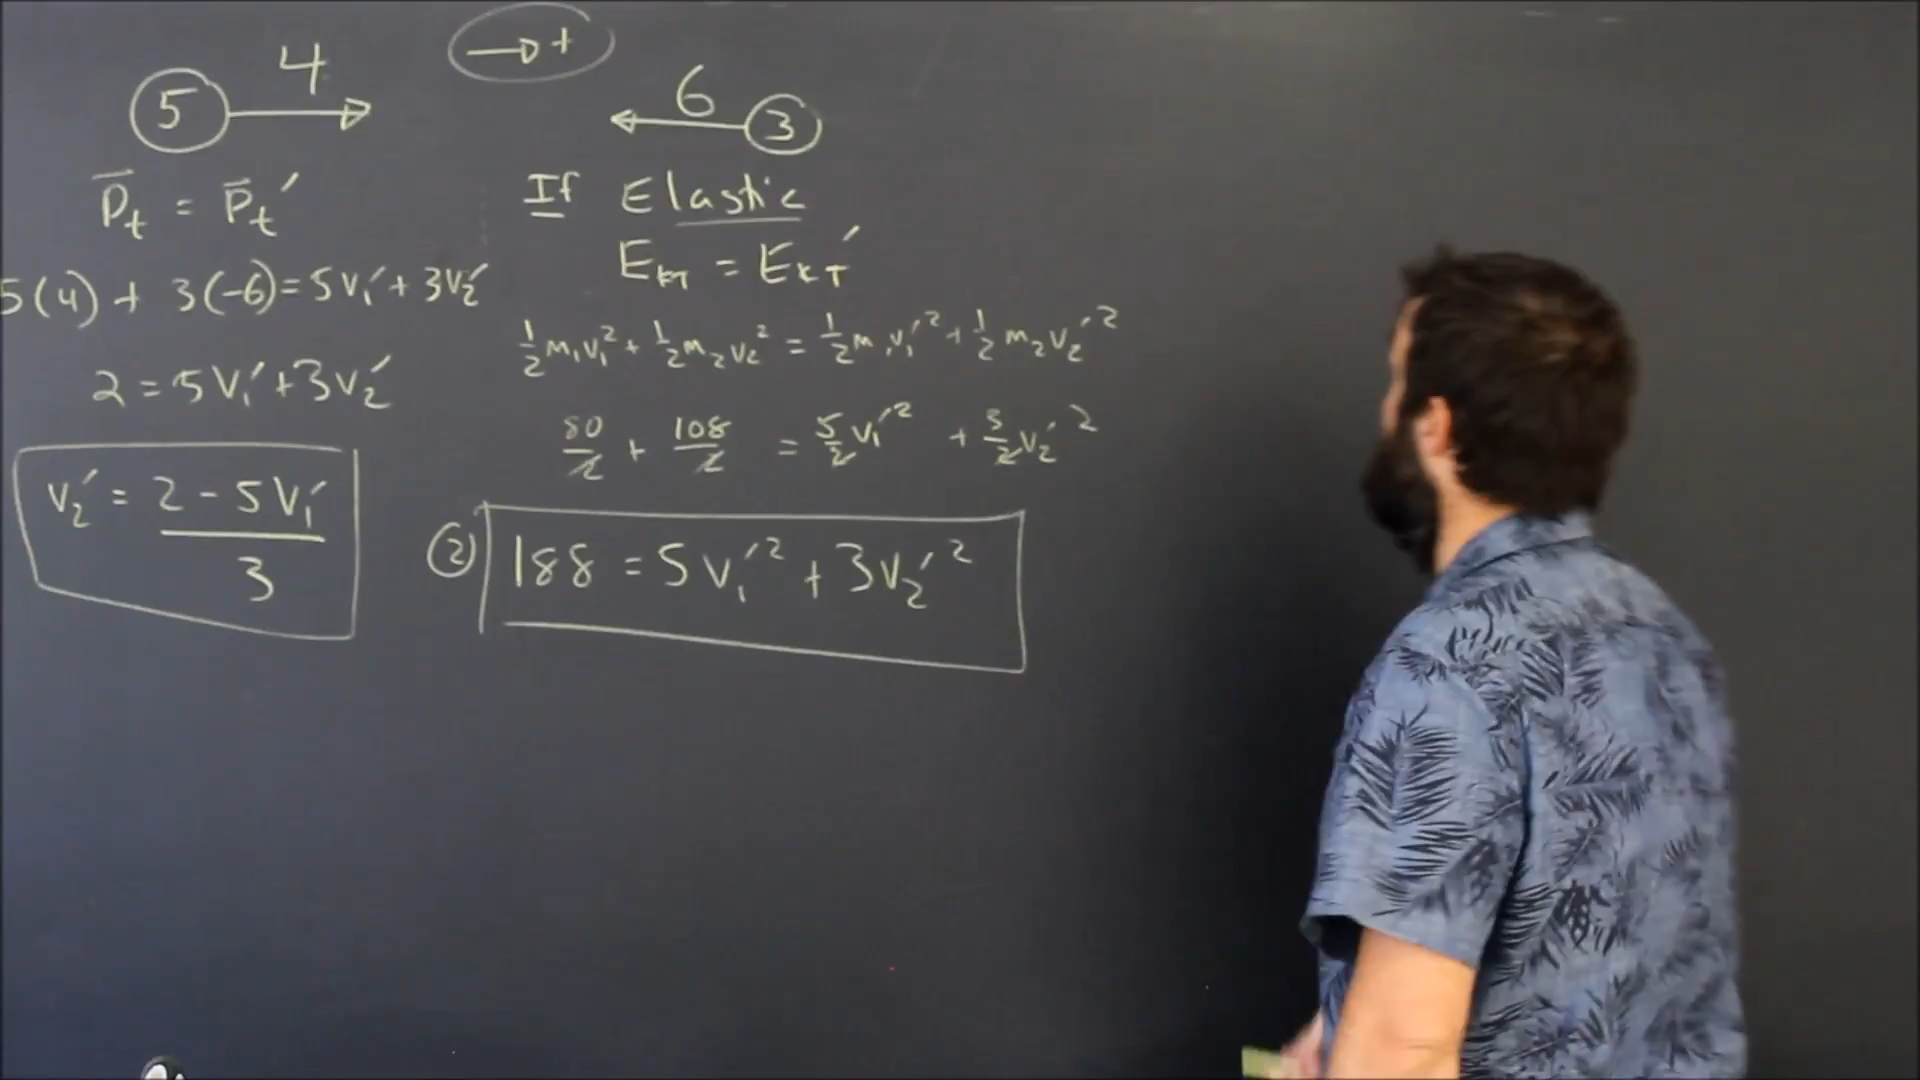 → +
5 4 →
← 6 3
P̄t = P̄t′
5(4) + 3(-6) = 5v₁′ + 3v₂′
2 = 5v₁′ + 3v₂′
v₂′ = (2 - 5v₁′)/3
If Elastic
EKT = EKT′
½m₁v₁² + ½m₂v₂² = ½m₁v₁′² + ½m₂v₂′²
80/2 + 108/2 = 5/2 v₁′² + 3/2 v₂′²
② 188 = 5v₁′² + 3v₂′²